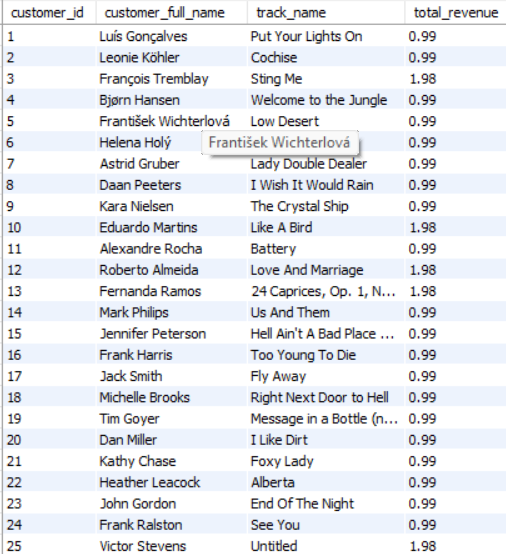 customer_id customer_full_name track_name total_revenue
1 Luís Gonçalves Put Your Lights On 0.99
2 Leonie Köhler Cochise 0.99
3 François Tremblay Sting Me 1.98
4 Bjørn Hansen Welcome to the Jungle 0.99
5 František Wichterlová Low Desert 0.99
6 Helena Holý František Wichterlová 0.99
7 Astrid Gruber Lady Double Dealer 0.99
8 Daan Peeters I Wish It Would Rain 0.99
9 Kara Nielsen The Crystal Ship 0.99
10 Eduardo Martins Like A Bird 1.98
11 Alexandre Rocha Battery 0.99
12 Roberto Almeida Love And Marriage 1.98
13 Fernanda Ramos 24 Caprices, Op. 1, N... 1.98
14 Mark Philips Us And Them 0.99
15 Jennifer Peterson Hell Ain't A Bad Place ... 0.99
16 Frank Harris Too Young To Die 0.99
17 Jack Smith Fly Away 0.99
18 Michelle Brooks Right Next Door to Hell 0.99
19 Tim Goyer Message in a Bottle (n... 0.99
20 Dan Miller I Like Dirt 0.99
21 Kathy Chase Foxy Lady 0.99
22 Heather Leacock Alberta 0.99
23 John Gordon End Of The Night 0.99
24 Frank Ralston See You 0.99
25 Victor Stevens Untitled 1.98